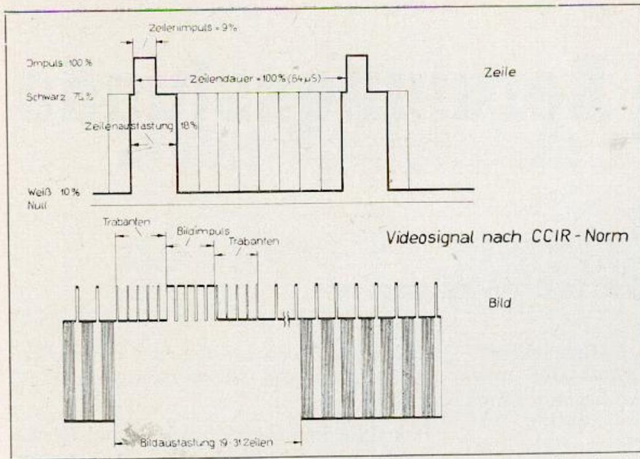 Zeilenimpuls = 9%
Impuls 100%
Zeilendauer = 100% (64 µS)
Zeile
Schwarz 75%
Zeilenaustastung 18%
Weiß 10%
Null
Trabanten
Bildimpuls
Trabanten
Videosignal nach CCIR-Norm
Bild
Bildaustastung 19-31 Zeilen